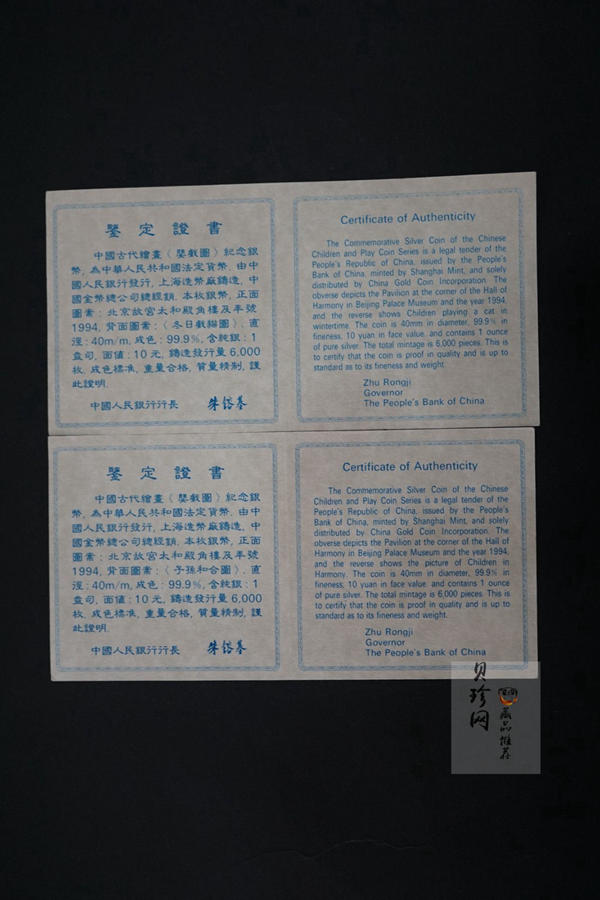 鑒定證書
中國古代繪畫《嬰戲圖》紀念銀
幣，為中華人民共和國法定貨幣，由中
國人民銀行發行，上海造幣廠鑄造，中
國金幣總公司總經銷，本枚銀幣，正面
圖案：北京故宮太和殿角樓及年號
1994，背面圖案：《冬日戲貓圖》，直
徑：40m/m，成色：99.9%，含純銀：1
盎司，面值：10元，鑄造發行量6,000
枚，成色標准，重量合格，質量精制，謹
此證明．
中國人民銀行行長
Certificate of Authenticity
The Commemorative Silver Coin of the Chinese
Children and Play Coin Series is a legal tender of the
People's Republic of China, issued by the People's
Bank of China, minted by Shanghai Mint, and solely
distributed by China Gold Coin Incorporation. The
obverse depicts the Pavilion at the corner of the Hall of
Harmony in Beijing Palace Museum and the year 1994,
and the reverse shows Children playing a cat in
wintertime. The coin is 40mm in diameter, 99.9% in
fineness, 10 yuan in face value, and contains 1 ounce
of pure silver. The total mintage is 6,000 pieces. This is
to certify that the coin is proof in quality and is up to
standard as to its fineness and weight.
Zhu Rongji
Governor
The People's Bank of China
鑒定證書
中國古代繪畫《嬰戲圖》紀念銀
幣，為中華人民共和國法定貨幣，由中
國人民銀行發行，上海造幣廠鑄造，中
國金幣總公司總經銷，本枚銀幣，正面
圖案：北京故宮太和殿角樓及年號
1994，背面圖案：《子孫和合圖》，直
徑：40m/m，成色：99.9%，含純銀：1
盎司，面值：10元，鑄造發行量6,000
枚，成色標准，重量合格，質量精制，謹
此證明．
中國人民銀行行長
Certificate of Authenticity
The Commemorative Silver Coin of the Chinese
Children and Play Coin Series is a legal tender of the
People's Republic of China, issued by the People's
Bank of China, minted by Shanghai Mint, and solely
distributed by China Gold Coin Incorporation. The
obverse depicts the Pavilion at the corner of the Hall of
Harmony in Beijing Palace Museum and the year 1994,
and the reverse shows the picture of Children in
Harmony. The coin is 40mm in diameter, 99.9% in
fineness, 10 yuan in face value, and contains 1 ounce
of pure silver. The total mintage is 6,000 pieces. This is
to certify that the coin is proof in quality and is up to
standard as to its fineness and weight.
Zhu Rongji
Governor
The People's Bank of China
贝珍网
藏品推荐